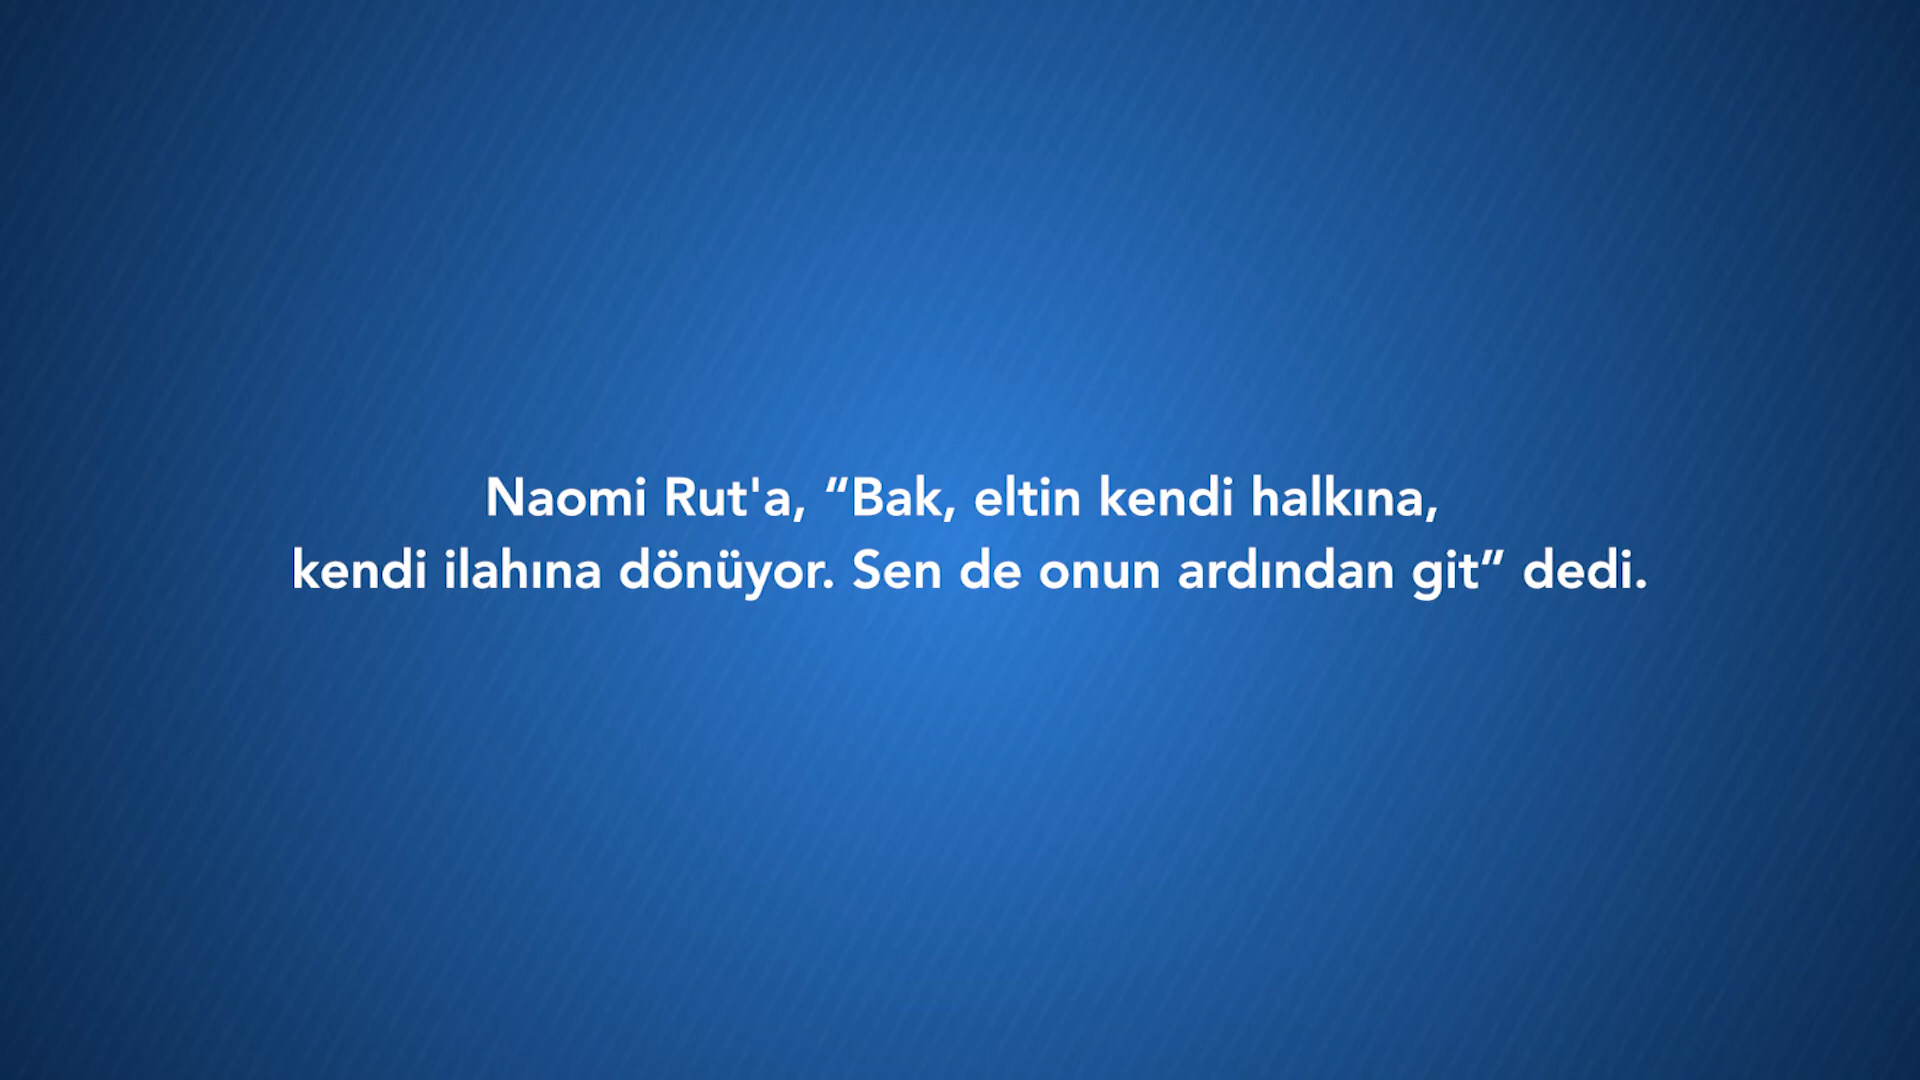 Naomi Rut'a, “Bak, eltin kendi halkına,
kendi ilahına dönüyor. Sen de onun ardından git” dedi.